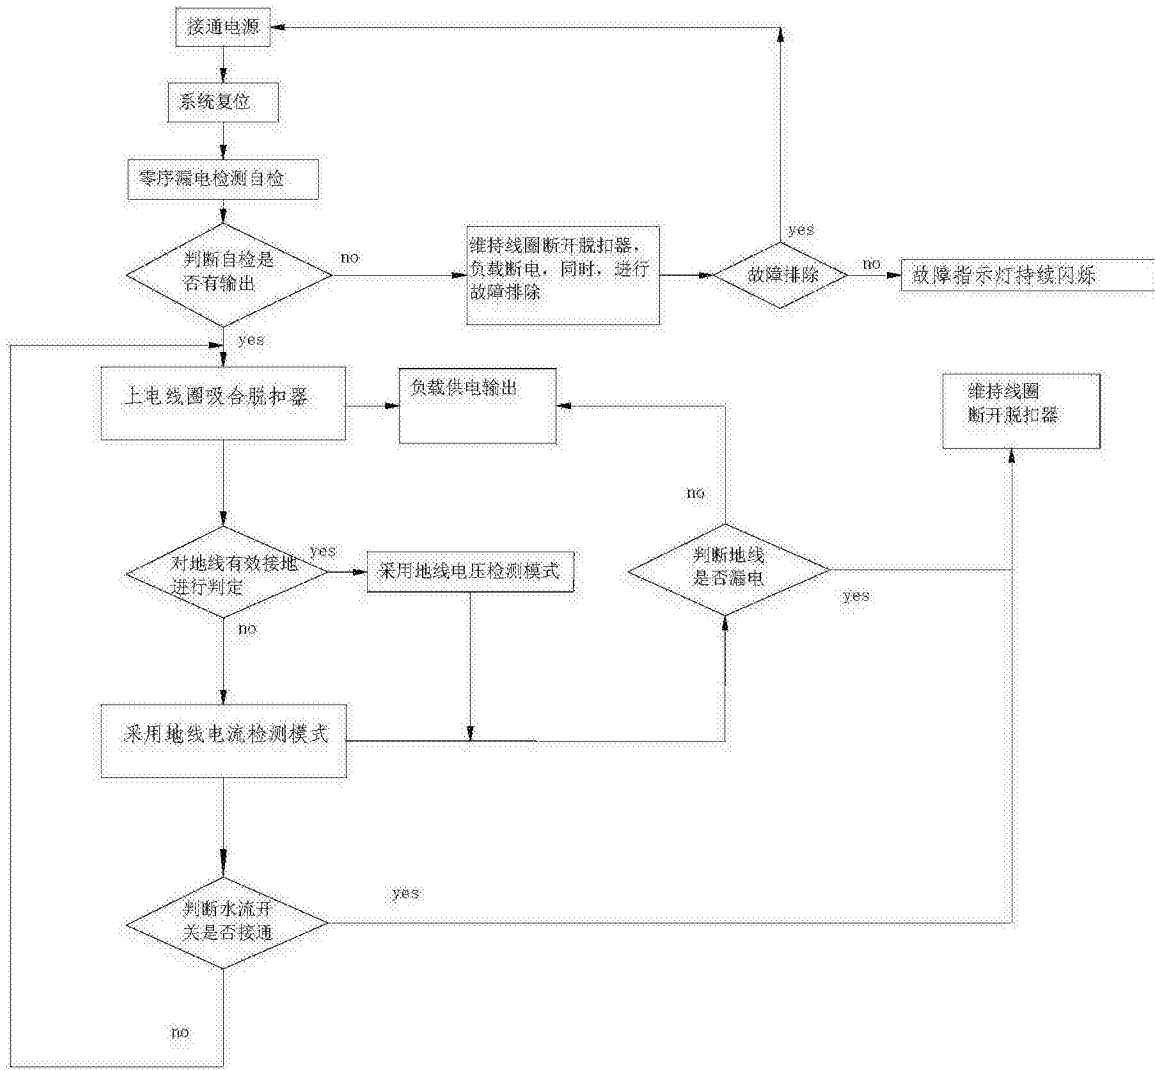 接通电源
系统复位
零序漏电检测自检
判断自检是
否有输出
no
维持线圈断开脱扣器，
负载断电，同时，进行
故障排除
yes
故障排除
no
故障指示灯持续闪烁
yes
上电线圈吸合脱扣器
负载供电输出
维持线圈
断开脱扣器
no
对地线有效接地
进行判定
yes
采用地线电压检测模式
判断地线
是否漏电
yes
no
采用地线电流检测模式
判断水流开
关是否接通
yes
no